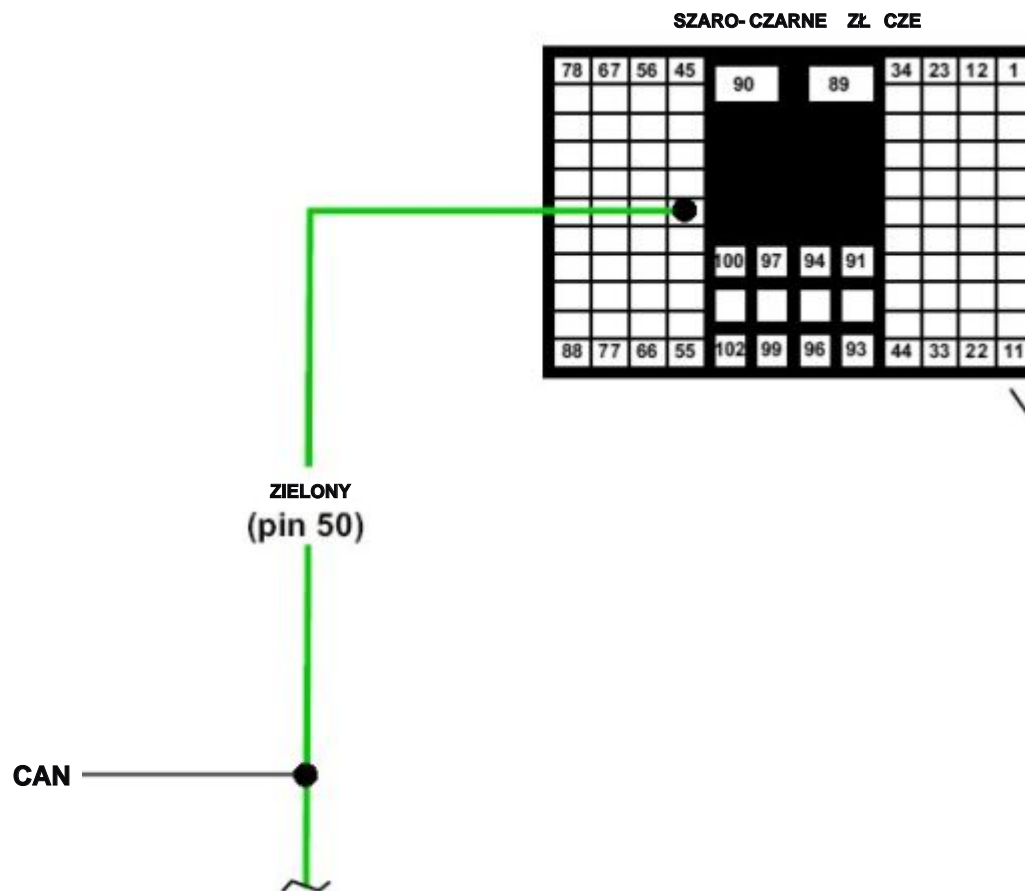 SZARO-CZARNE ZŁ CZE
78 67 56 45 90 89 34 23 12 1
100 97 94 91
88 77 66 55 102 99 96 93 44 33 22 11
ZIELONY
(pin 50)
CAN